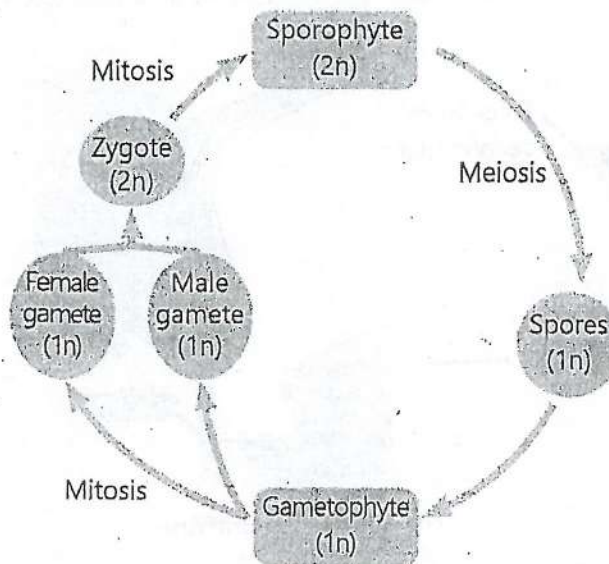 Sporophyte
(2n)
Mitosis
Zygote
(2n)
Meiosis
Female
gamete
(1n)
Male
gamete
(1n)
Spores
(1n)
Mitosis
Gametophyte
(1n)